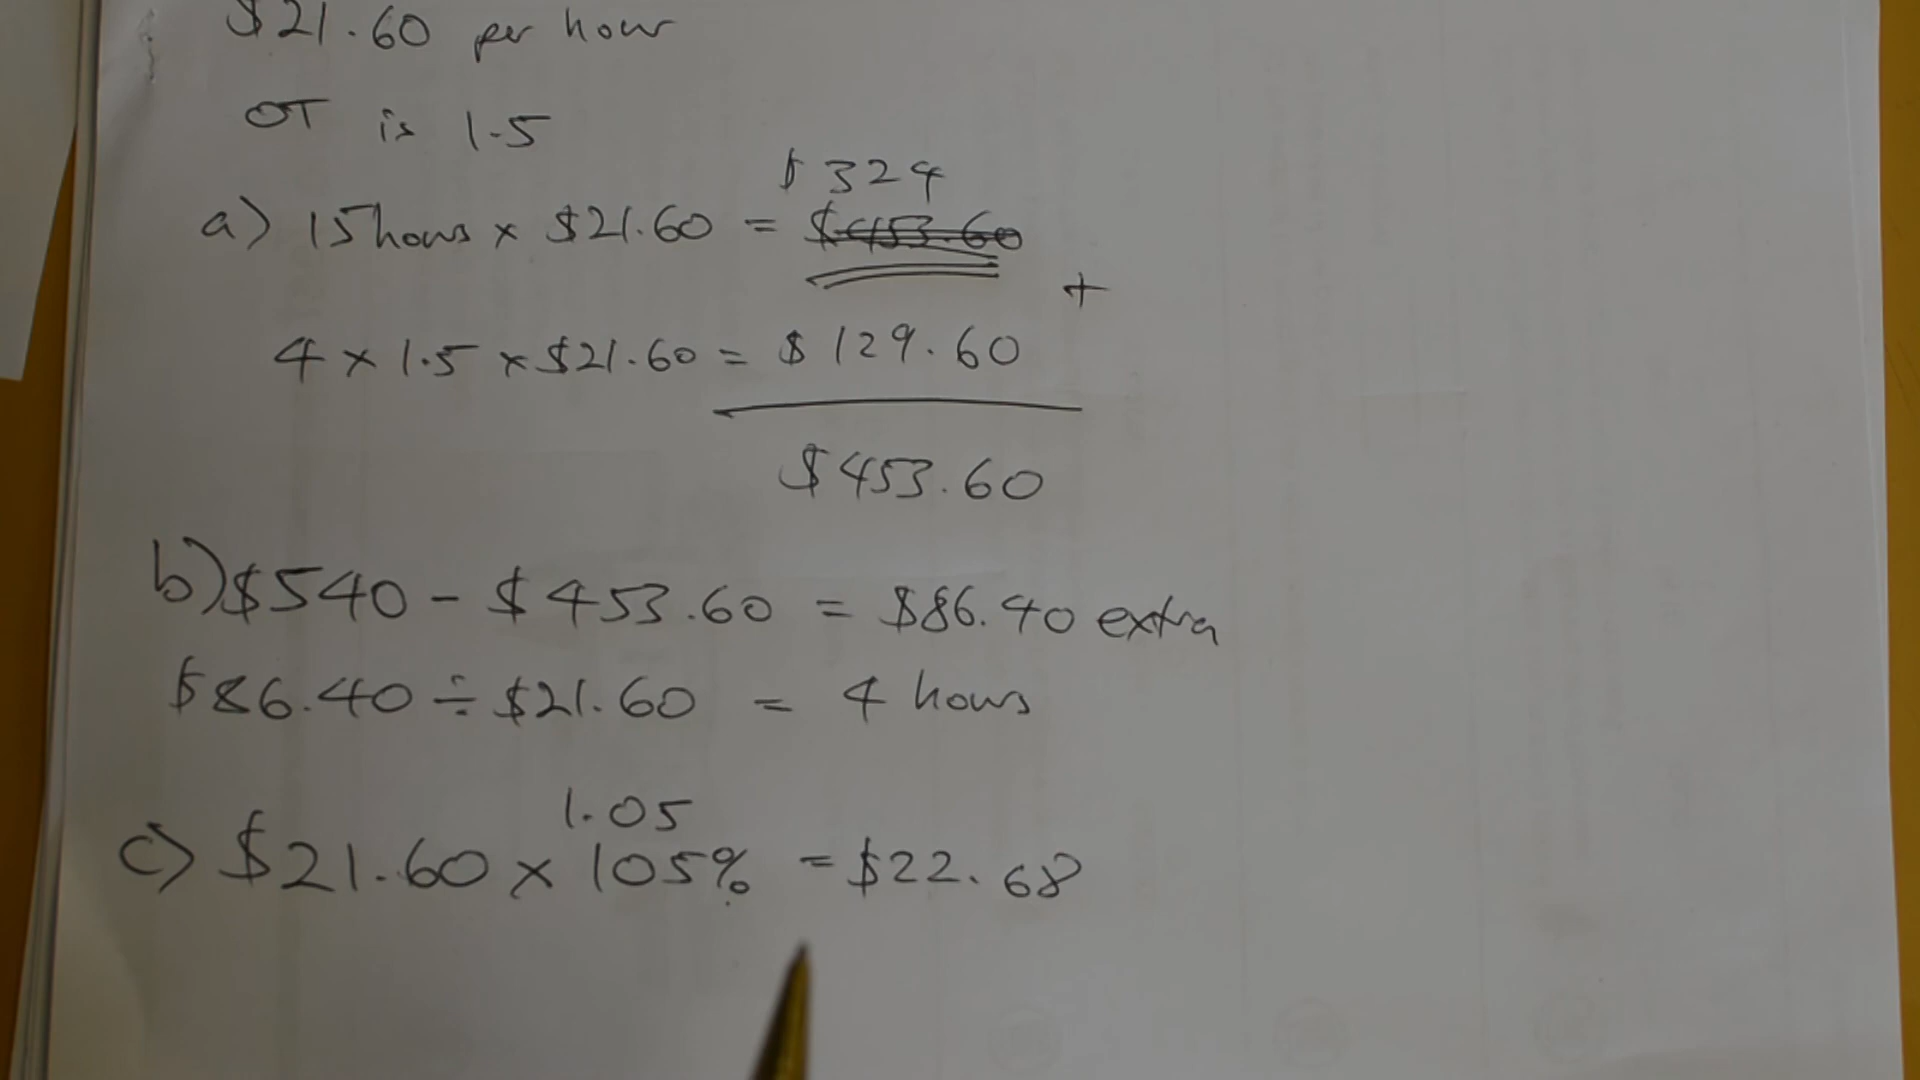 $21.60 per hour
OT is 1.5
$324
a) 15hours x $21.60 = $453.60
+
4 x 1.5 x $21.60 = $129.60
$453.60
b) $540 - $453.60 = $86.40 extra
$86.40 ÷ $21.60 = 4 hours
1.05
c) $21.60 x 105% = $22.68